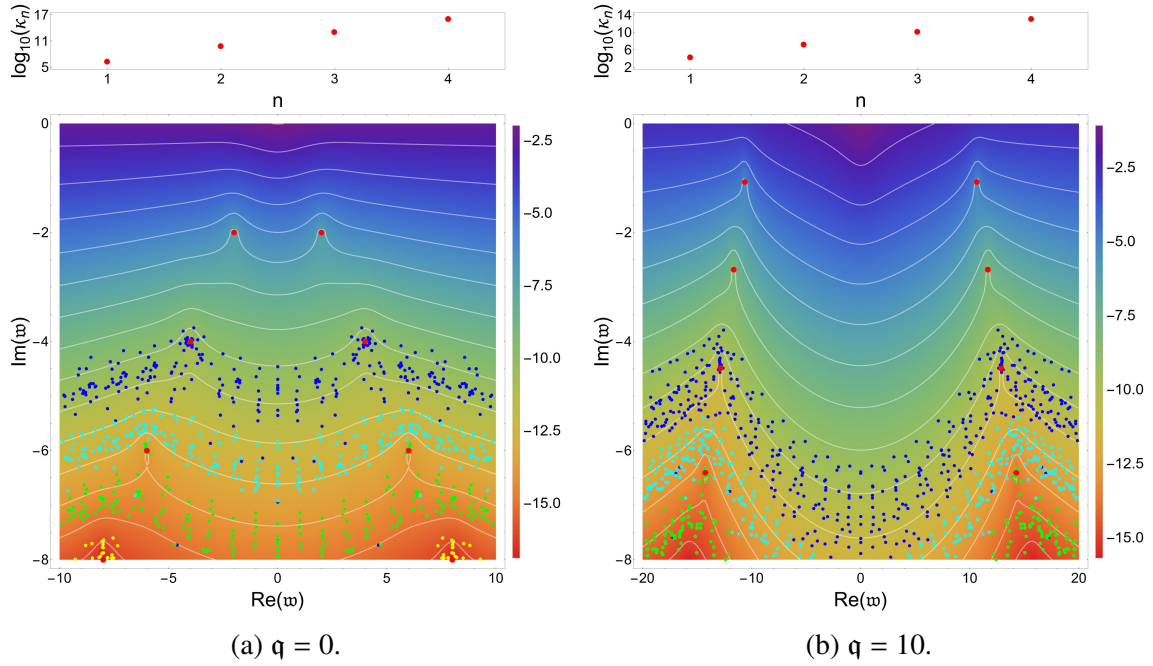 17
11
5
log₁₀(κₙ)
1 2 3 4
n
14
10
6
2
log₁₀(κₙ)
1 2 3 4
n
0
−2
−4
−6
−8
Im(𝔴)
−10 −5 0 5 10
Re(𝔴)
−2.5
−5.0
−7.5
−10.0
−12.5
−15.0
(a) 𝔮 = 0.
0
−2
−4
−6
−8
Im(𝔴)
−20 −10 0 10 20
Re(𝔴)
−2.5
−5.0
−7.5
−10.0
−12.5
−15.0
(b) 𝔮 = 10.